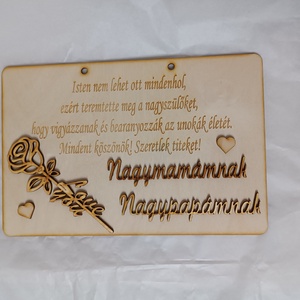 Isten nem lehet ott mindenhol,
ezért teremtette meg a nagyszülőket,
hogy vigyázzanak és bearanyozzák az unokák életét.
Mindent köszönök! Szeretlek titeket!
Nagymamámnak
Nagypapámnak